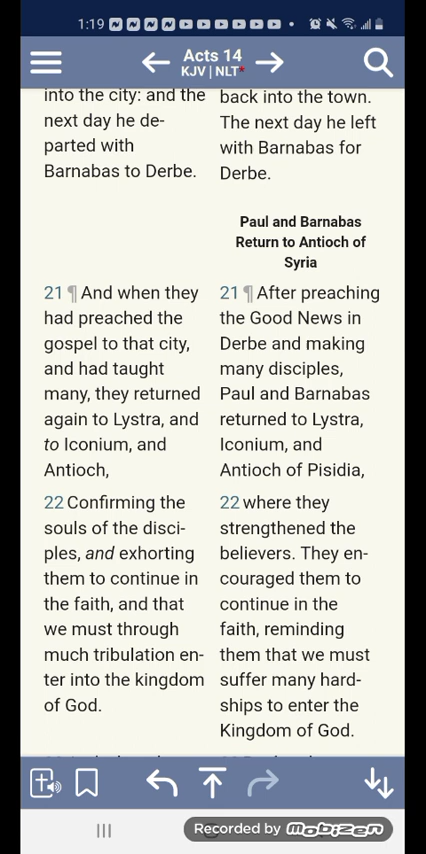 1:19
Acts 14
KJV | NLT*
into the city: and the
next day he de-
parted with
Barnabas to Derbe.
21 ¶ And when they
had preached the
gospel to that city,
and had taught
many, they returned
again to Lystra, and
to Iconium, and
Antioch,
22 Confirming the
souls of the disci-
ples, and exhorting
them to continue in
the faith, and that
we must through
much tribulation en-
ter into the kingdom
of God.
back into the town.
The next day he left
with Barnabas for
Derbe.
Paul and Barnabas
Return to Antioch of
Syria
21 ¶ After preaching
the Good News in
Derbe and making
many disciples,
Paul and Barnabas
returned to Lystra,
Iconium, and
Antioch of Pisidia,
22 where they
strengthened the
believers. They en-
couraged them to
continue in the
faith, reminding
them that we must
suffer many hard-
ships to enter the
Kingdom of God.
Recorded by Mobizen